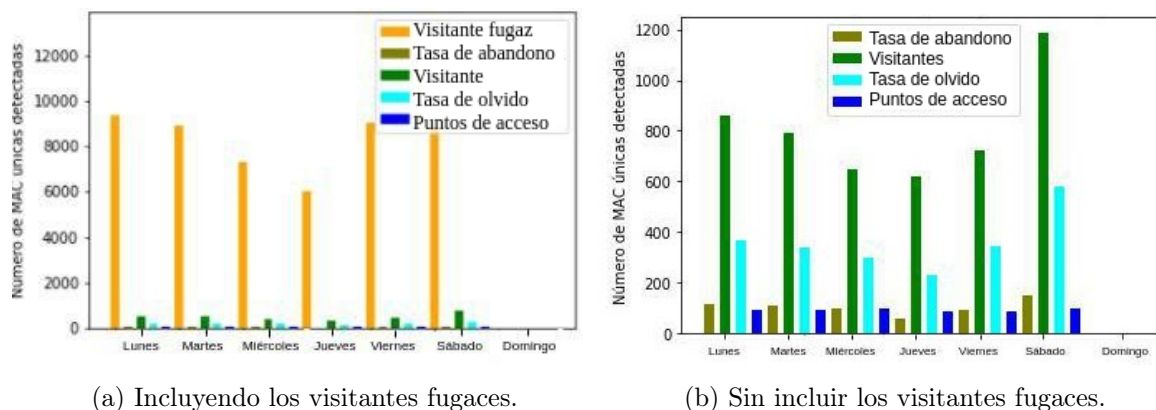 Número de MAC únicas detectadas
12000
10000
8000
6000
4000
2000
0
Visitante fugaz
Tasa de abandono
Visitante
Tasa de olvido
Puntos de acceso
Lunes Martes Miércoles Jueves Viernes Sábado Domingo
(a) Incluyendo los visitantes fugaces.
Número de MAC únicas detectadas
1200
1000
800
600
400
200
0
Tasa de abandono
Visitantes
Tasa de olvido
Puntos de acceso
Lunes Martes Miércoles Jueves Viernes Sábado Domingo
(b) Sin incluir los visitantes fugaces.